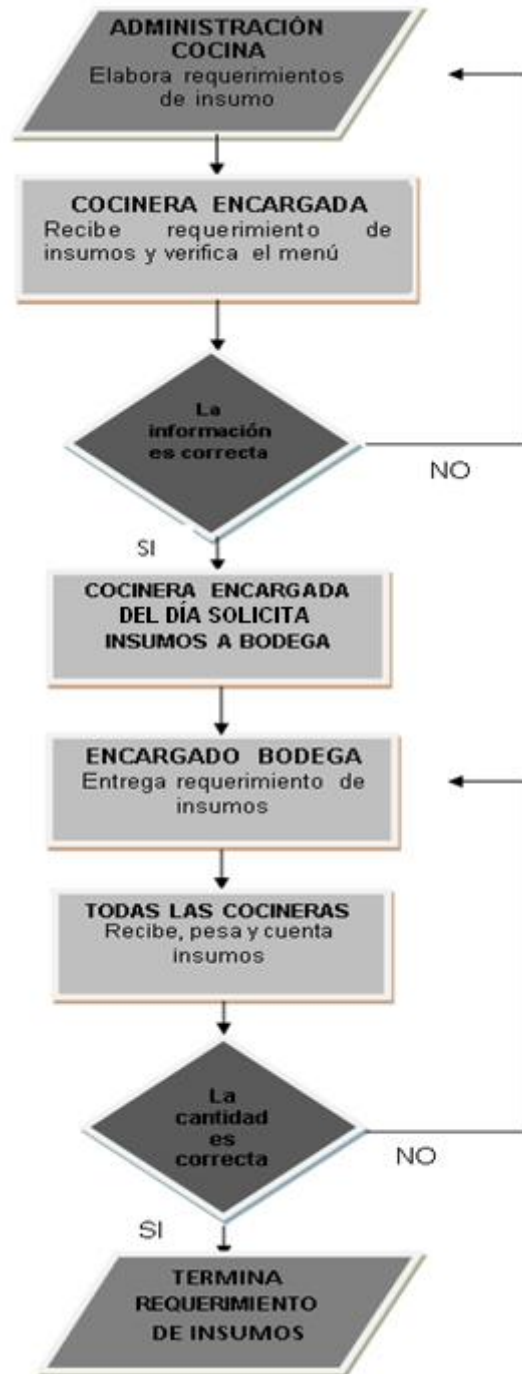 ADMINISTRACIÓN
COCINA
Elabora requerimientos
de insumo
COCINERA ENCARGADA
Recibe requerimiento de
insumos y verifica el menú
La
información
es correcta
NO
SI
COCINERA ENCARGADA
DEL DÍA SOLICITA
INSUMOS A BODEGA
ENCARGADO BODEGA
Entrega requerimiento de
insumos
TODAS LAS COCINERAS
Recibe, pesa y cuenta
insumos
La
cantidad
es
correcta
NO
SI
TERMINA
REQUERIMIENTO
DE INSUMOS